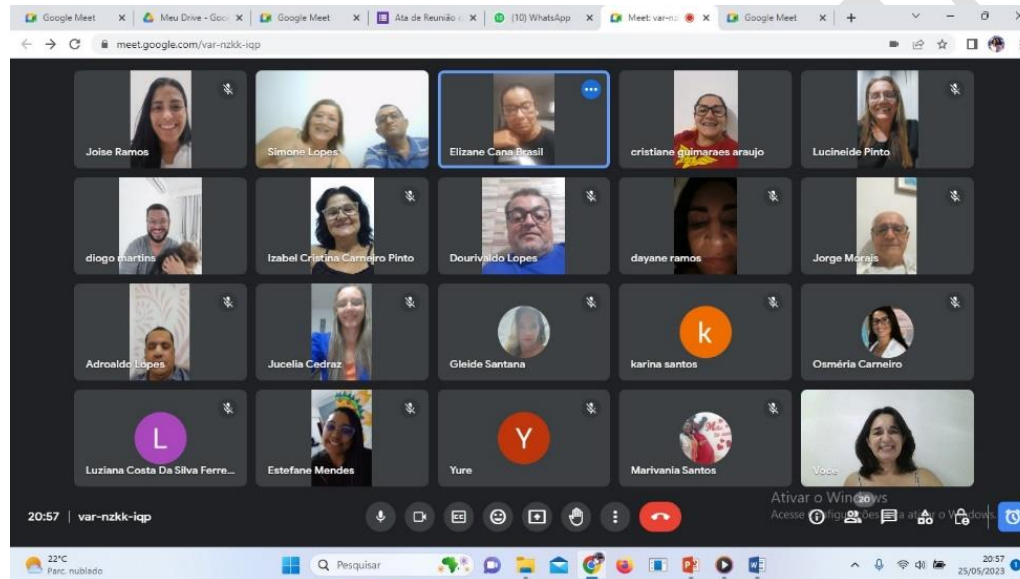 Google Meet
Meu Drive - Goo
Google Meet
Ata de Reunião
(10) WhatsApp
Meet: var-nz
Google Meet
meet.google.com/var-nzkk-iqp
Joise Ramos
Simone Lopes
Elizane Cana Brasil
cristiane guimaraes araujo
Lucineide Pinto
diogo martins
Izabel Cristina Carneiro Pinto
Dourivaldo Lopes
dayane ramos
Jorge Morais
Adroaldo Lopes
Jucelia Cedraz
Gleide Santana
k
karina santos
Osméria Carneiro
L
Luziana Costa Da Silva Ferre...
Estefane Mendes
Y
Yure
Marivania Santos
Você
Ativar o Windows
20
20:57 | var-nzkk-iqp
Acesse
o Windows.
22°C
Parc. nublado
Pesquisar
20:57
25/05/2023